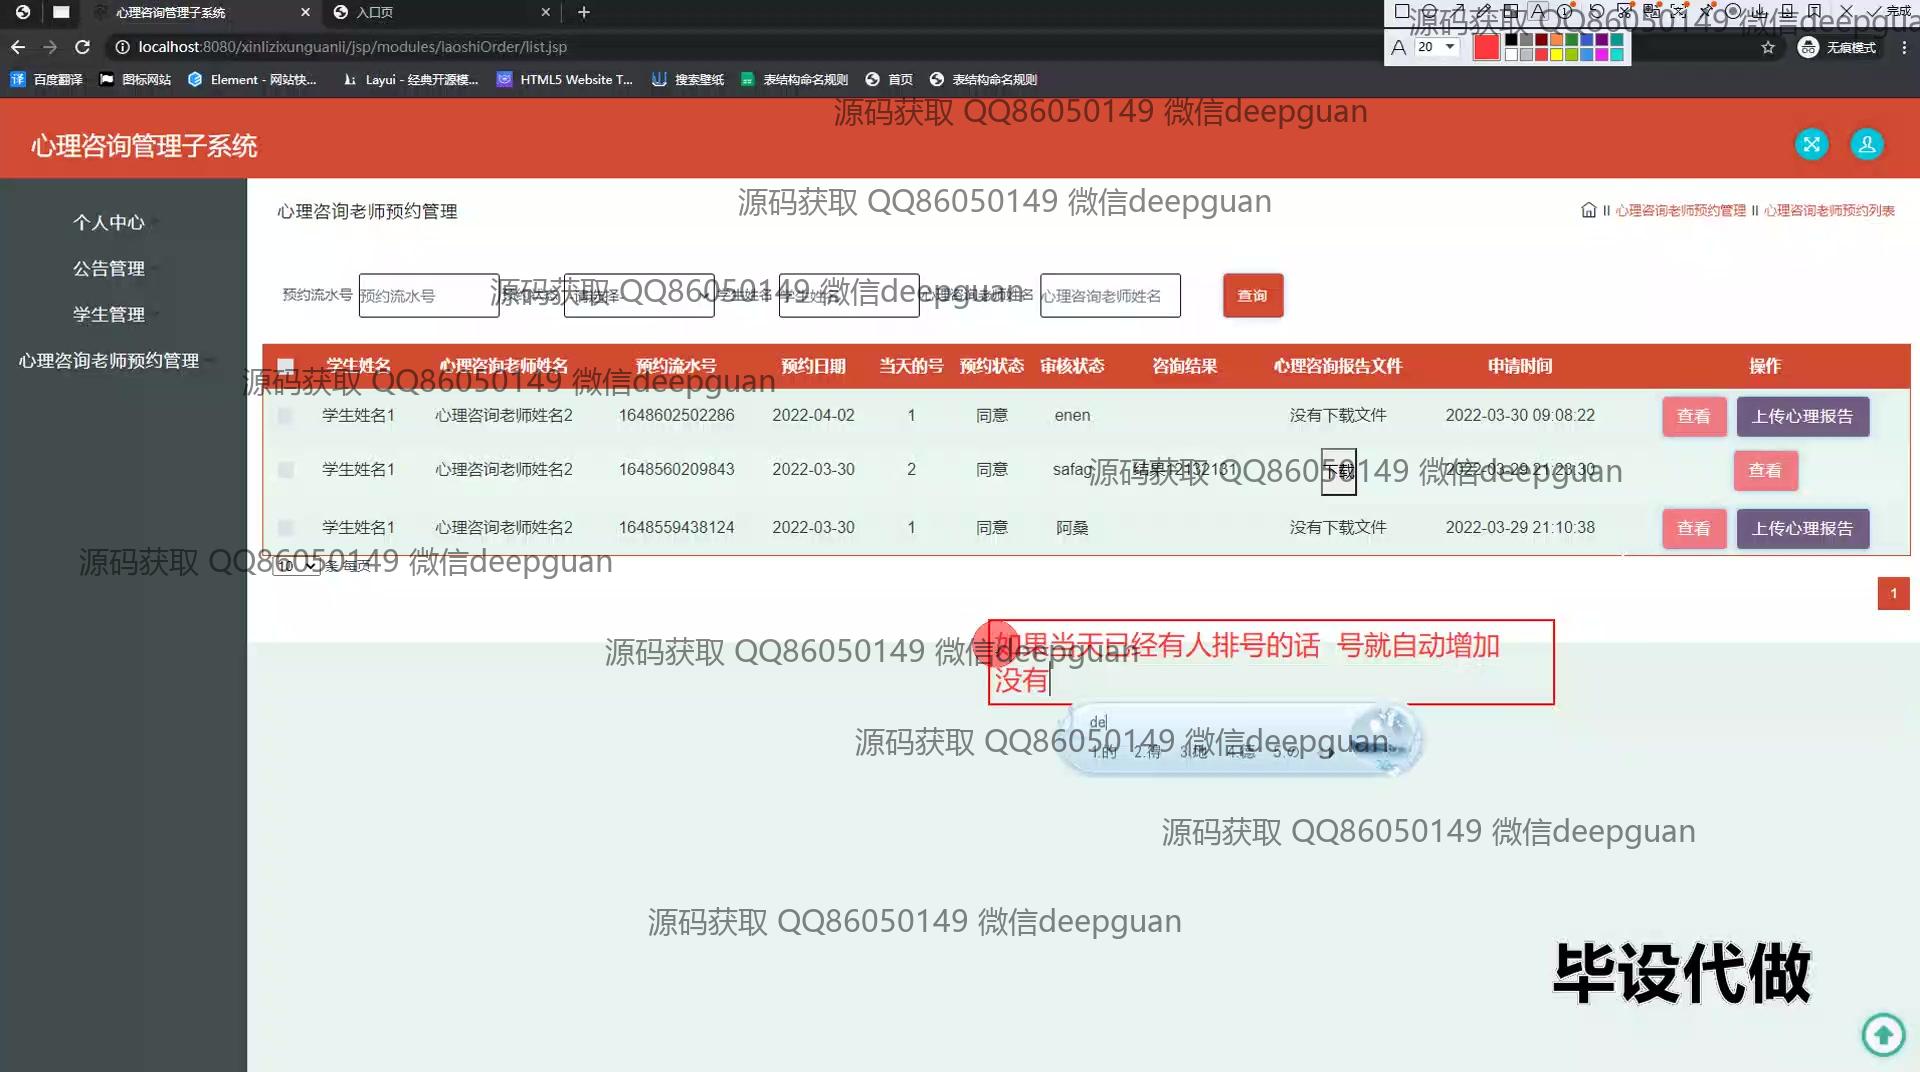 心理咨询管理子系统
入口页
完成
localhost:8080/xinlizixunguanli/jsp/modules/laoshiOrder/list.jsp
A 20
无痕模式
百度翻译 图标网站 Element - 网站快... Layui - 经典开源模... HTML5 Website T... 搜索壁纸 表结构命名规则 首页 表结构命名规则
源码获取 QQ86050149 微信deepguan
源码获取 QQ86050149 微信deepguan
心理咨询管理子系统
源码获取 QQ86050149 微信deepguan
心理咨询老师预约管理
心理咨询老师预约管理 心理咨询老师预约列表
个人中心
公告管理
学生管理
心理咨询老师预约管理
预约流水号 预约流水号
学生姓名
心理咨询老师姓名
查询
源码获取 QQ86050149 微信deepguan
学生姓名 心理咨询老师姓名 预约流水号 预约日期 当天的号 预约状态 审核状态 咨询结果 心理咨询报告文件 申请时间 操作
源码获取 QQ86050149 微信deepguan
学生姓名1 心理咨询老师姓名2 1648602502286 2022-04-02 1 同意 enen 没有下载文件 2022-03-30 09:08:22 查看 上传心理报告
学生姓名1 心理咨询老师姓名2 1648560209843 2022-03-30 2 同意 safag 结果12132131 下载 2022-03-29 21:23:30 查看
源码获取 QQ86050149 微信deepguan
学生姓名1 心理咨询老师姓名2 1648559438124 2022-03-30 1 同意 阿桑 没有下载文件 2022-03-29 21:10:38 查看 上传心理报告
10 条 每页
源码获取 QQ86050149 微信deepguan
1
如果当天已经有人排号的话 号就自动增加
没有
源码获取 QQ86050149 微信deepguan
de
1.的 2.得 3.地 4.德 5.の
源码获取 QQ86050149 微信deepguan
源码获取 QQ86050149 微信deepguan
源码获取 QQ86050149 微信deepguan
毕设代做